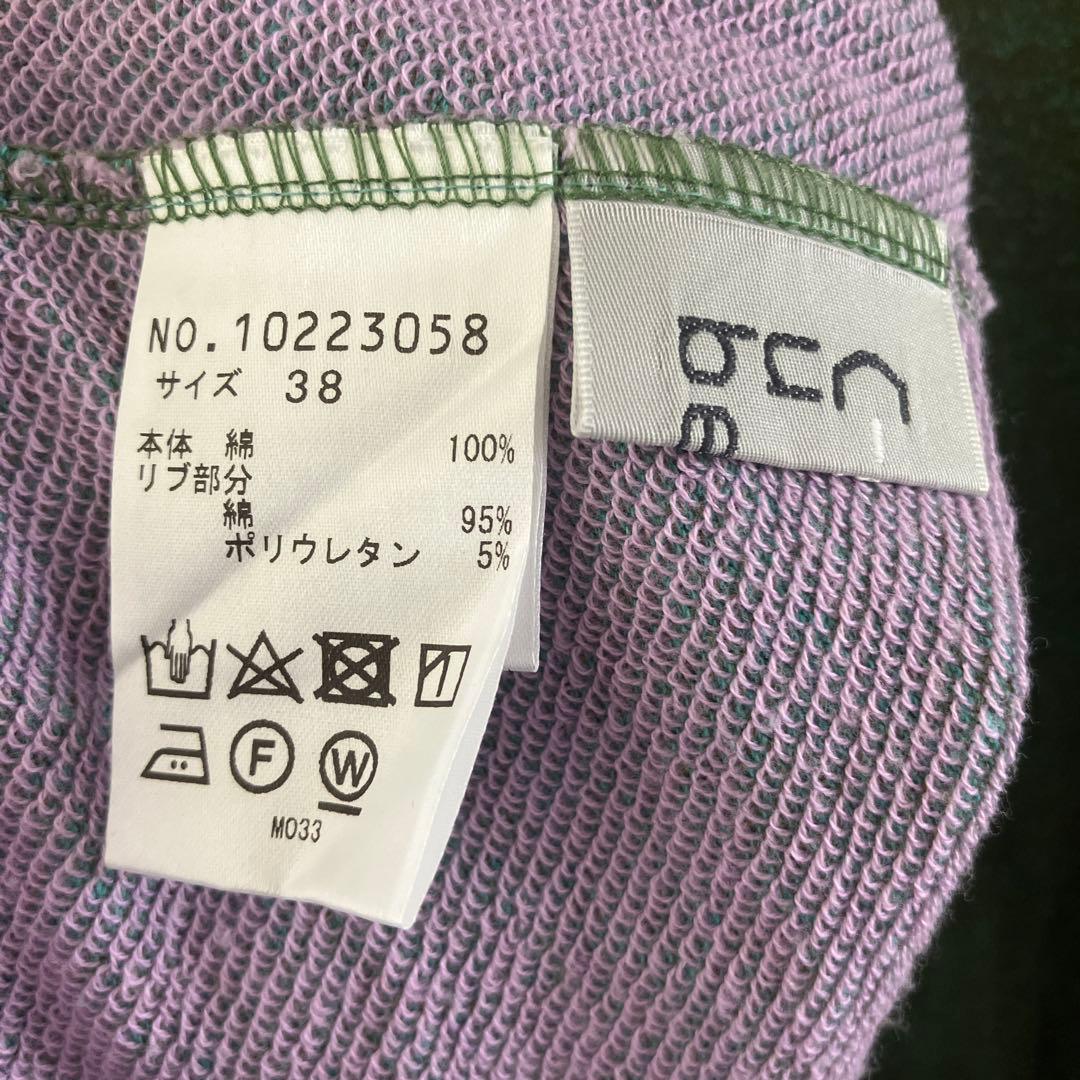 NO.10223058
サイズ 38
本体 綿 100%
リブ部分
綿 95%
ポリウレタン 5%
F
W
M033